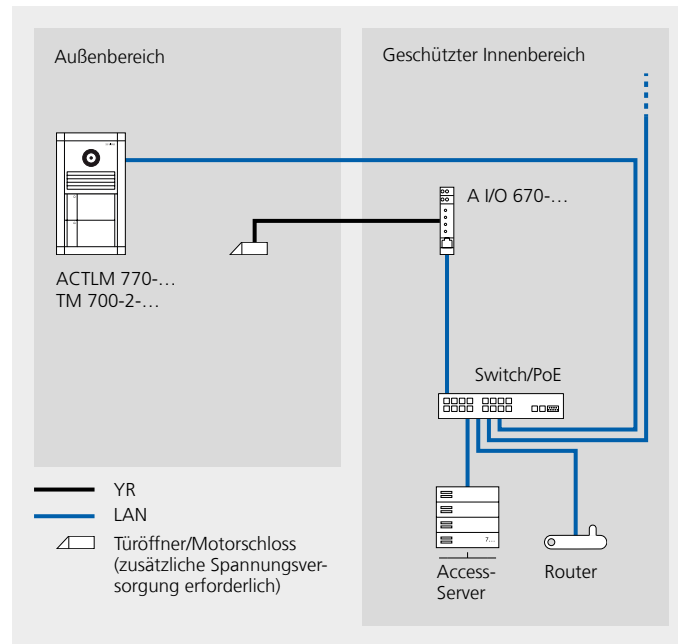 Außenbereich
Geschützter Innenbereich
A I/O 670-…
ACTLM 770-…
TM 700-2-…
Switch/PoE
7...
YR
LAN
Türöffner/Motorschloss
(zusätzliche Spannungsver-
sorgung erforderlich)
Access-
Server
Router